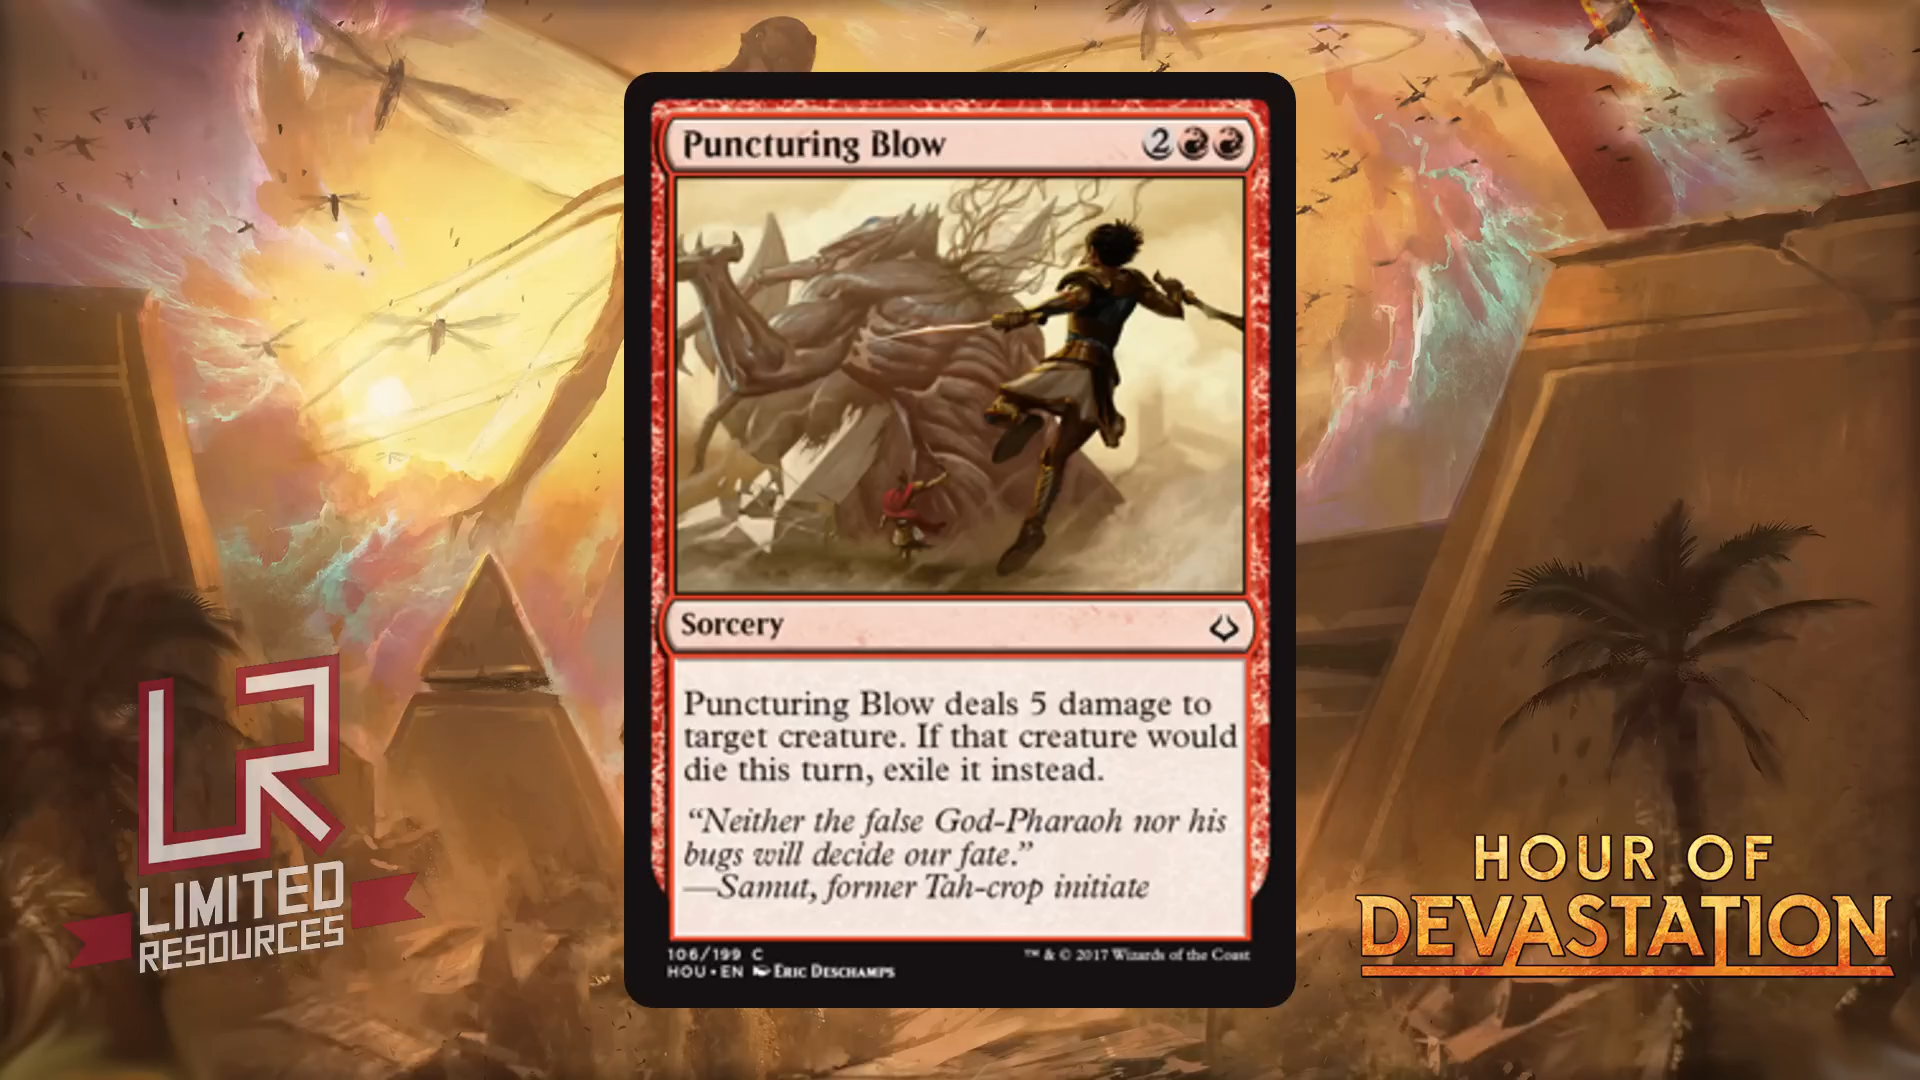 Puncturing Blow 2
Sorcery
Puncturing Blow deals 5 damage to
target creature. If that creature would
die this turn, exile it instead.
“Neither the false God-Pharaoh nor his
bugs will decide our fate.”
—Samut, former Tah-crop initiate
106/199 C
HOU • EN Eric Deschamps
™ & © 2017 Wizards of the Coast
LR
LIMITED
RESOURCES
HOUR OF
DEVASTATION